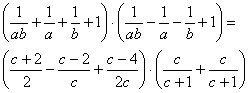 (1/ab + 1/a + 1/b + 1) · (1/ab − 1/a − 1/b + 1) =
((c+2)/2 − (c−2)/c + (c−4)/2c) · (c/(c+1) + c/(c+1))